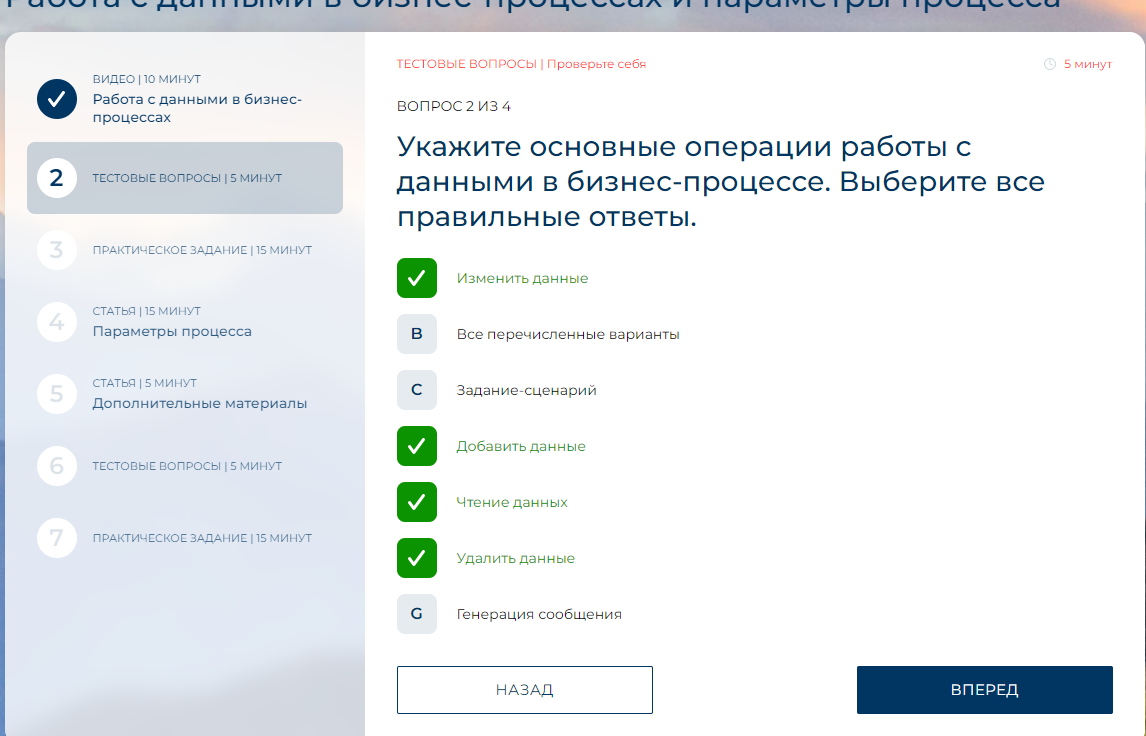 Работа с данными в бизнес-процессах и параметры процесса
ВИДЕО | 10 МИНУТ
Работа с данными в бизнес-
процессах
2
ТЕСТОВЫЕ ВОПРОСЫ | 5 МИНУТ
3
ПРАКТИЧЕСКОЕ ЗАДАНИЕ | 15 МИНУТ
4
СТАТЬЯ | 15 МИНУТ
Параметры процесса
5
СТАТЬЯ | 5 МИНУТ
Дополнительные материалы
6
ТЕСТОВЫЕ ВОПРОСЫ | 5 МИНУТ
7
ПРАКТИЧЕСКОЕ ЗАДАНИЕ | 15 МИНУТ
ТЕСТОВЫЕ ВОПРОСЫ | Проверьте себя
5 минут
ВОПРОС 2 ИЗ 4
Укажите основные операции работы с
данными в бизнес-процессе. Выберите все
правильные ответы.
Изменить данные
B Все перечисленные варианты
C Задание-сценарий
Добавить данные
Чтение данных
Удалить данные
G Генерация сообщения
НАЗАД
ВПЕРЕД